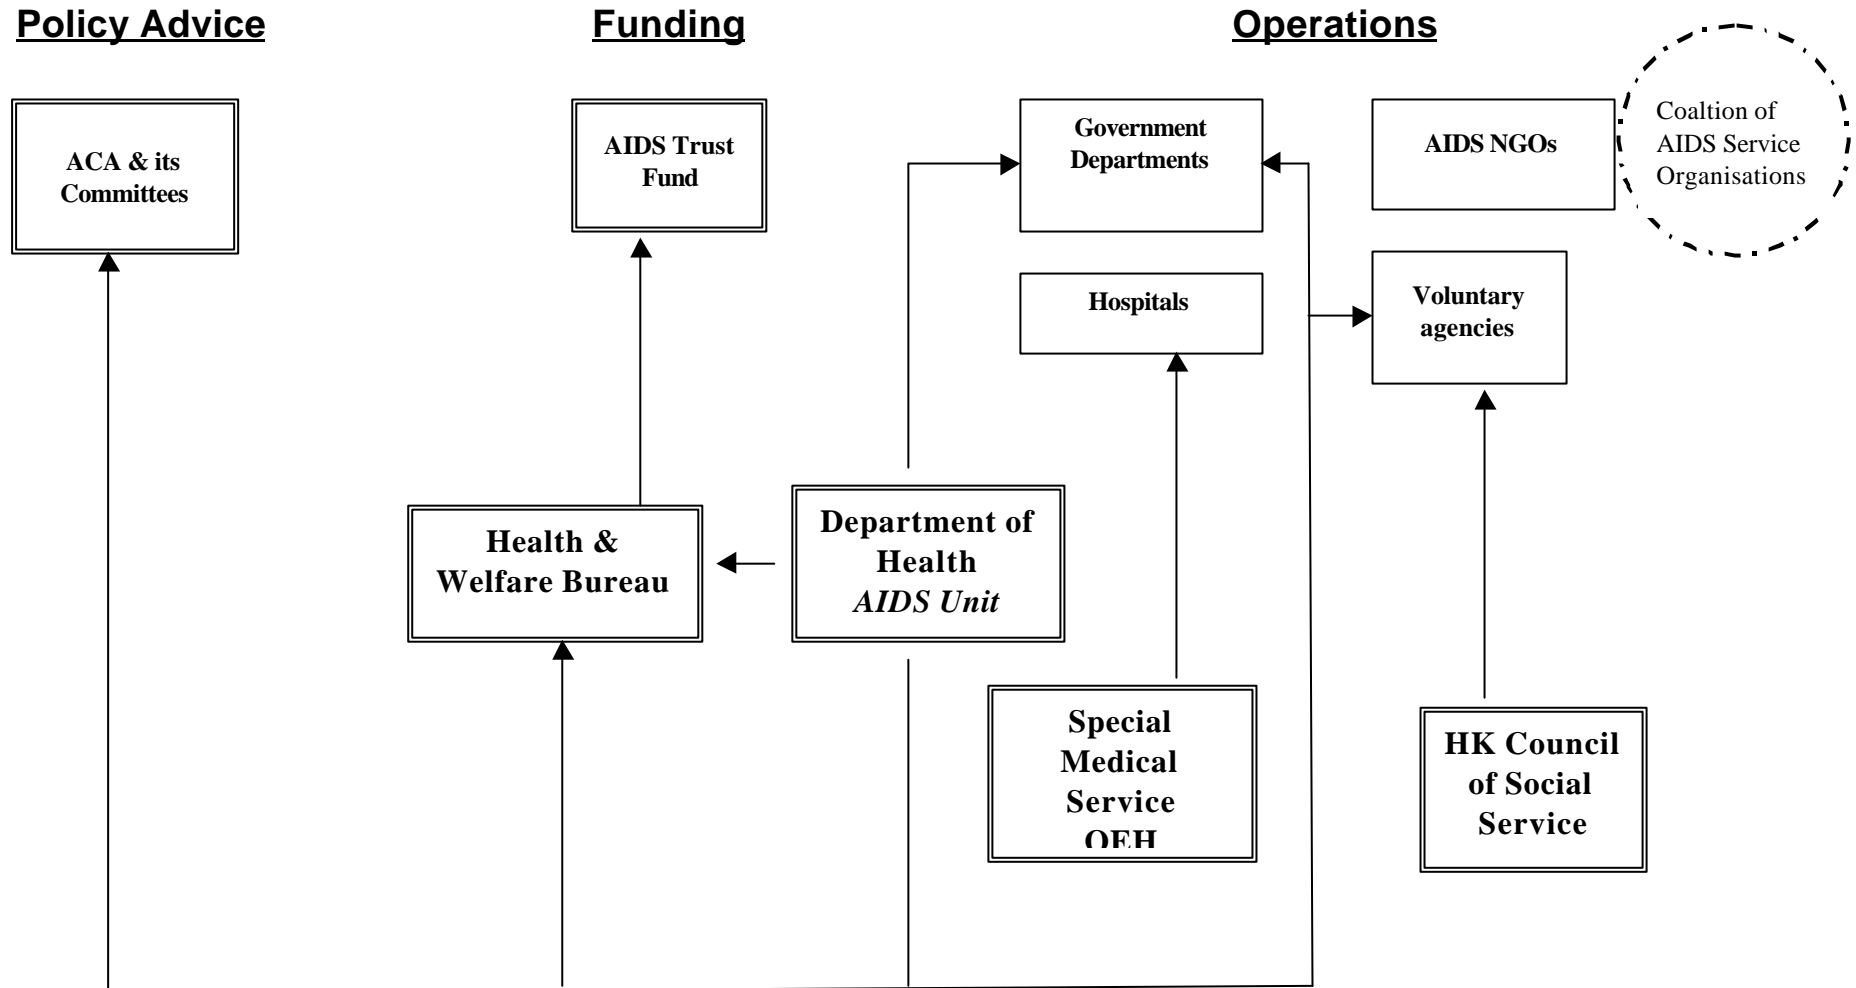 Policy Advice
Funding
Operations
ACA & its
Committees
AIDS Trust
Fund
Government
Departments
AIDS NGOs
Coaltion of
AIDS Service
Organisations
Hospitals
Voluntary
agencies
Health &
Welfare Bureau
Department of
Health
AIDS Unit
Special
Medical
Service
HK Council
of Social
Service